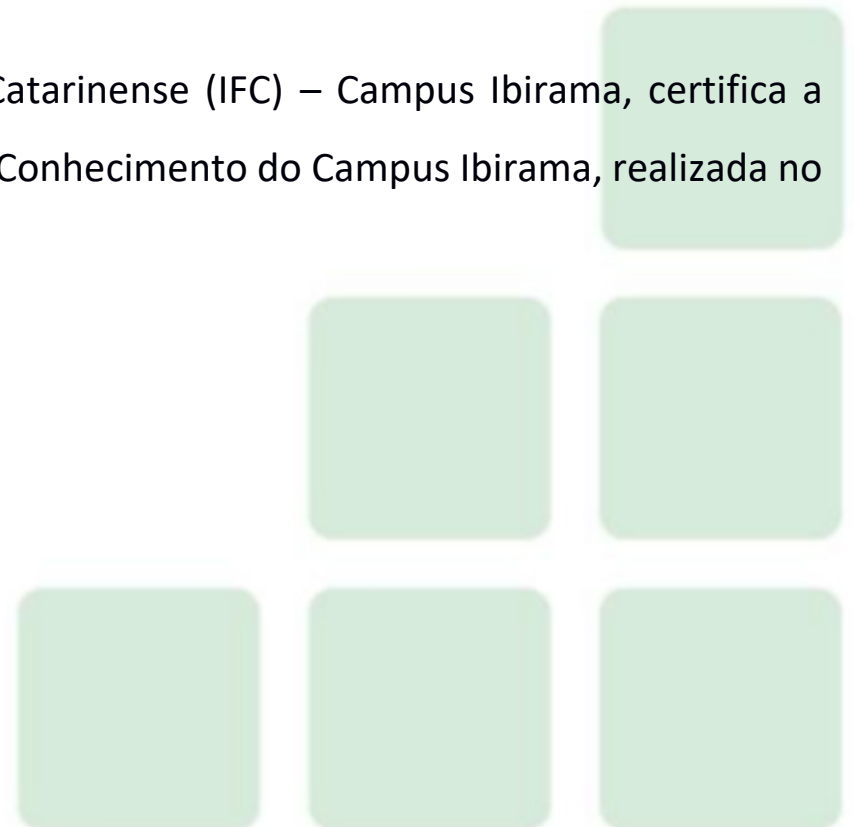 Catarinense (IFC) – Campus Ibirama, certifica a
Conhecimento do Campus Ibirama, realizada no